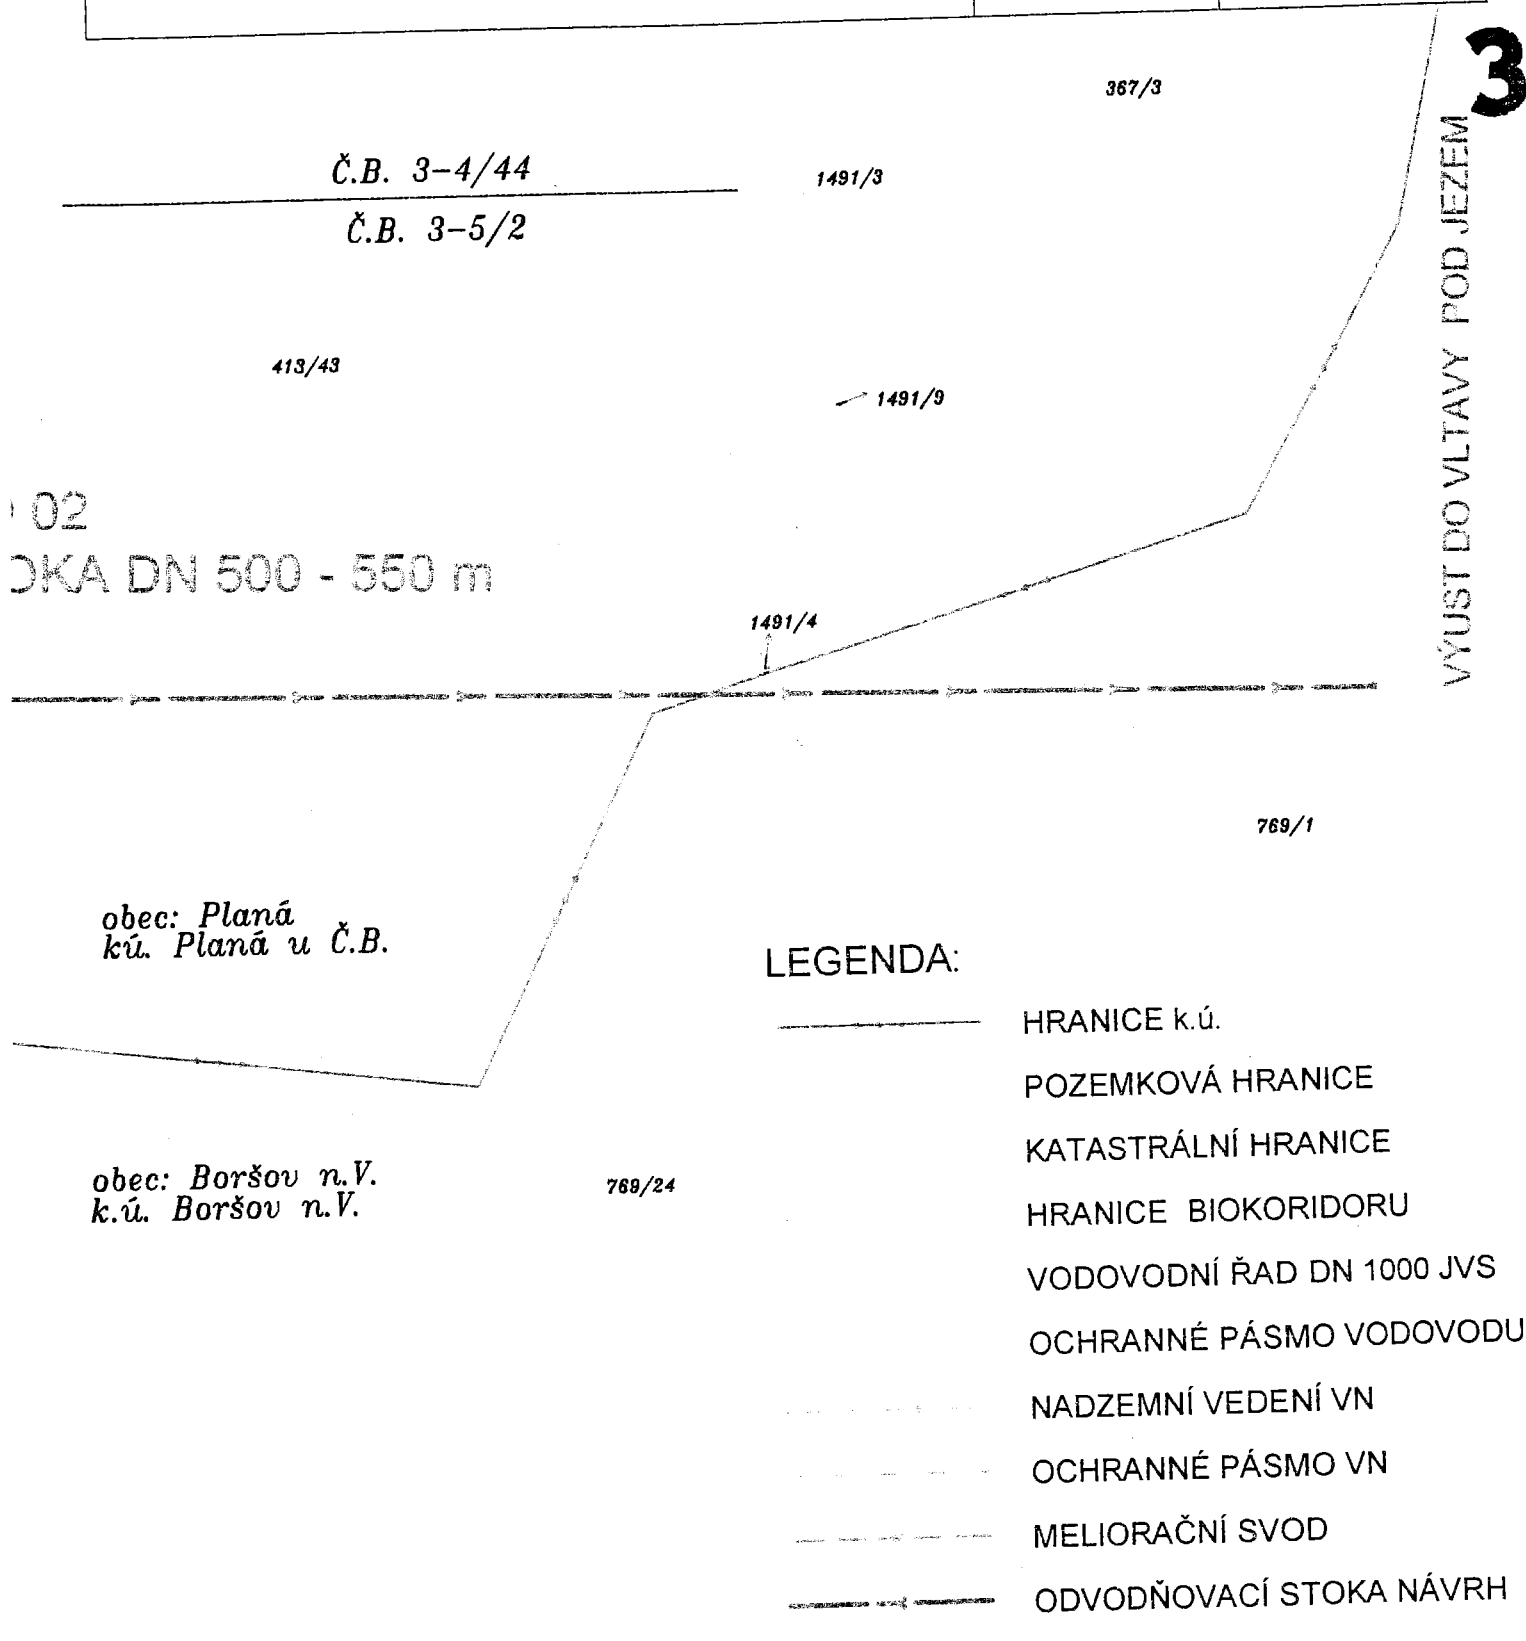 3
367/3
Č.B. 3-4/44
1491/3
Č.B. 3-5/2
413/43
1491/9
VÝUST DO VLTAVY POD JEZEM
02
OKA DN 500 - 550 m
1491/4
769/1
obec: Planá
kú. Planá u Č.B.
LEGENDA:
HRANICE k.ú.
POZEMKOVÁ HRANICE
KATASTRÁLNÍ HRANICE
obec: Boršov n.V.
k.ú. Boršov n.V.
769/24
HRANICE BIOKORIDORU
VODOVODNÍ ŘAD DN 1000 JVS
OCHRANNÉ PÁSMO VODOVODU
NADZEMNÍ VEDENÍ VN
OCHRANNÉ PÁSMO VN
MELIORAČNÍ SVOD
ODVODŇOVACÍ STOKA NÁVRH